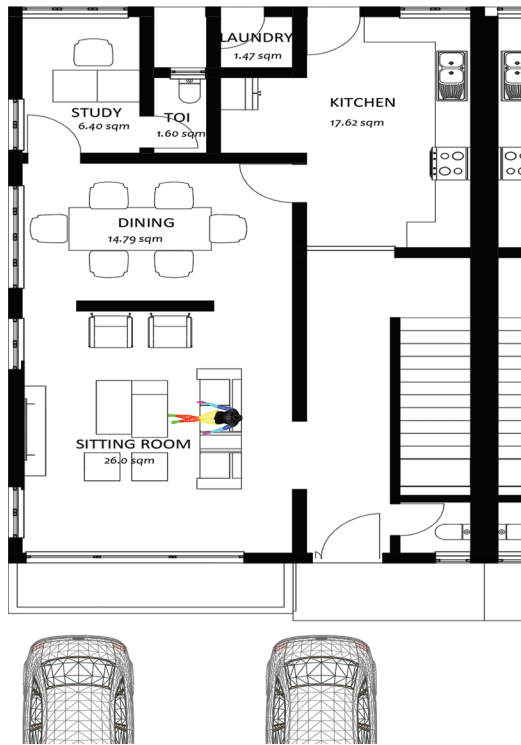 LAUNDRY
1.47 sqm
KITCHEN
17.62 sqm
STUDY
6.40 sqm
TOI
1.60 sqm
DINING
14.79 sqm
SITTING ROOM
26.0 sqm